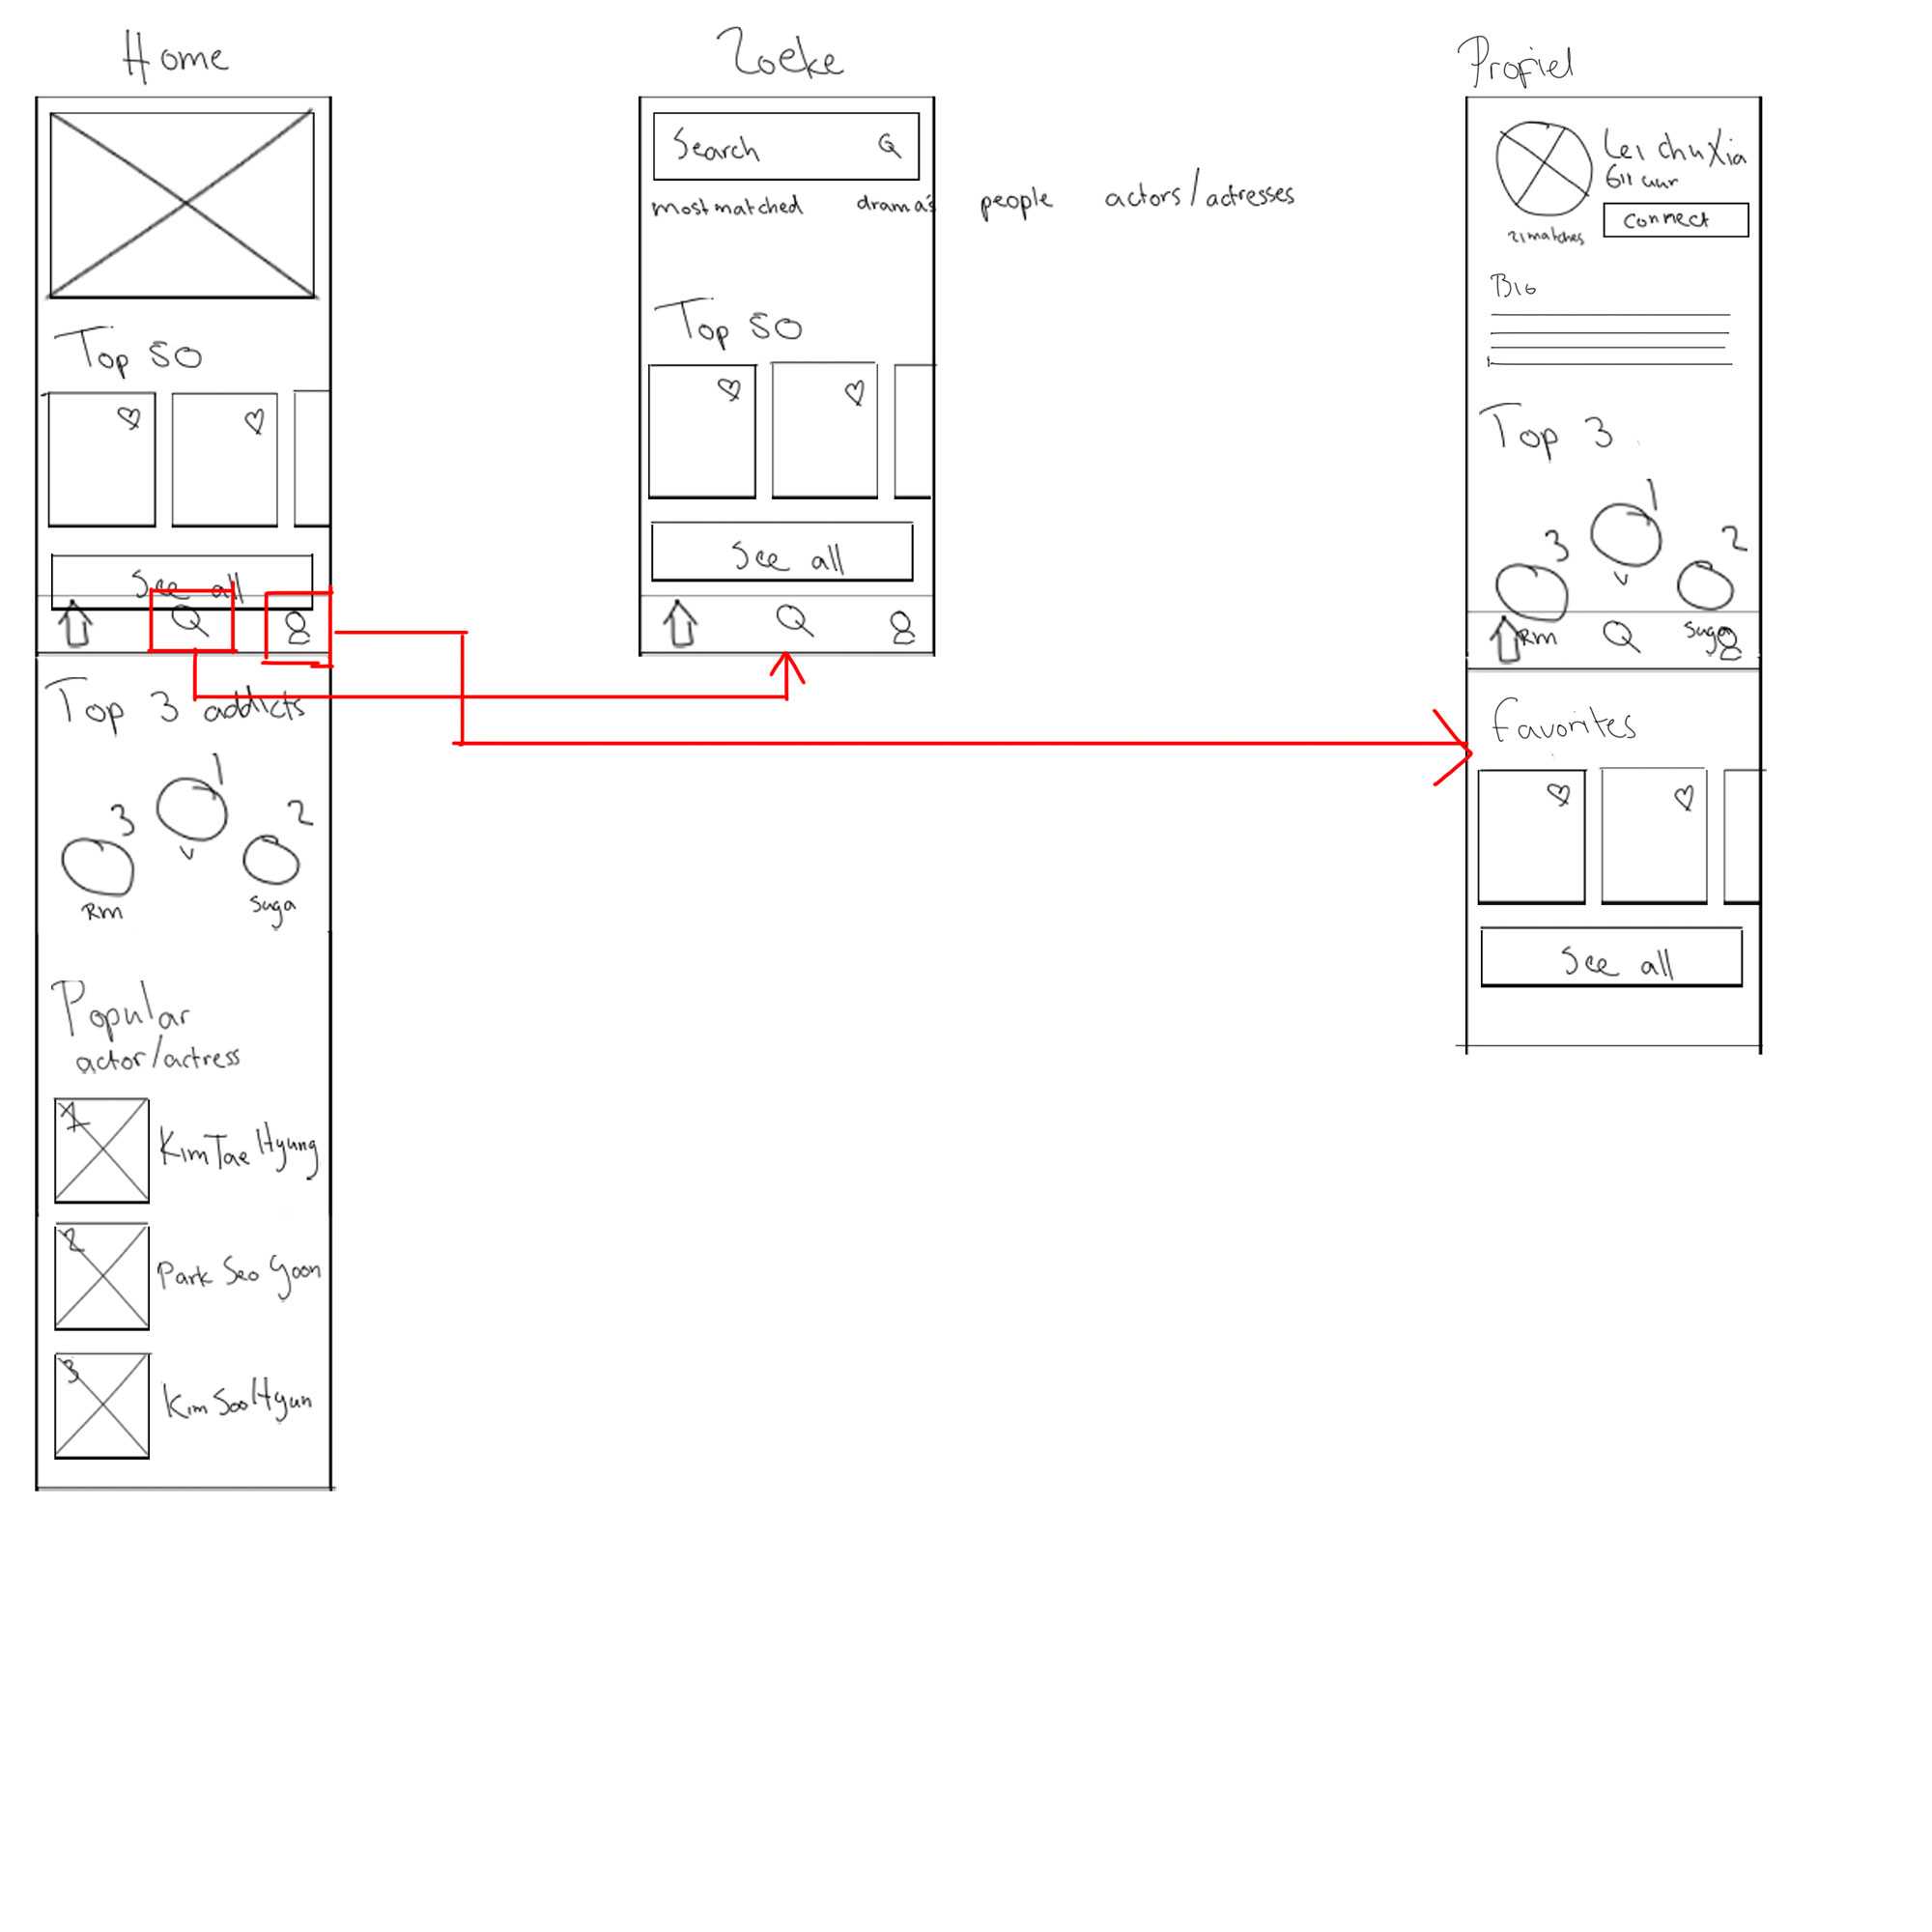 Home
Top 50
See all
Top 3 addicts
1
3
2
V
Rm
Suga
Popular
actor/actress
1
Kim Tae Hyung
2
Park Seo Yoon
3
Kim Soo Hyun
Zoeke
Search
most matched drama's people actors/actresses
Top 50
See all
Profiel
Lei chu Xia
611 uur
connect
21 matches
Bio
Top 3
1
3
2
V
Rm
Suga
favorites
See all